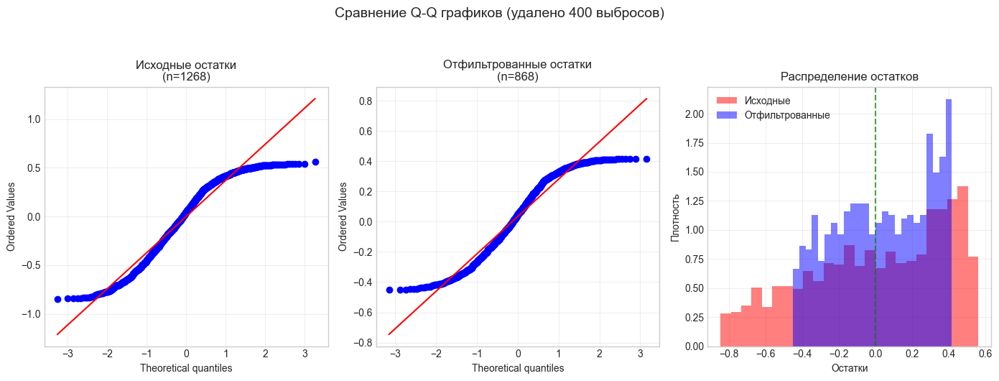 Сравнение Q-Q графиков (удалено 400 выбросов)
Исходные остатки
(n=1268)
Ordered Values
1.0
0.5
0.0
−0.5
−1.0
−3 −2 −1 0 1 2 3
Theoretical quantiles
Отфильтрованные остатки
(n=868)
Ordered Values
0.8
0.6
0.4
0.2
0.0
−0.2
−0.4
−0.6
−0.8
−3 −2 −1 0 1 2 3
Theoretical quantiles
Распределение остатков
Исходные
Отфильтрованные
Плотность
2.00
1.75
1.50
1.25
1.00
0.75
0.50
0.25
0.00
−0.8 −0.6 −0.4 −0.2 0.0 0.2 0.4 0.6
Остатки